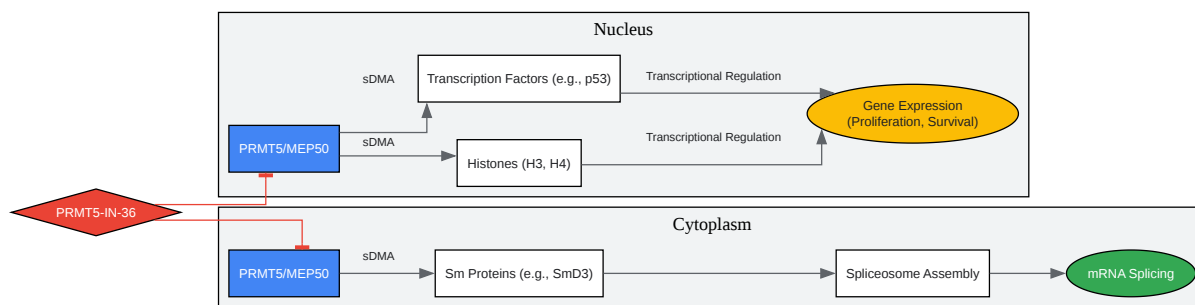 Nucleus
sDMA
Transcription Factors (e.g., p53)
Transcriptional Regulation
Gene Expression
(Proliferation, Survival)
PRMT5/MEP50
sDMA
Histones (H3, H4)
Transcriptional Regulation
PRMT5-IN-36
Cytoplasm
PRMT5/MEP50
sDMA
Sm Proteins (e.g., SmD3)
Spliceosome Assembly
mRNA Splicing